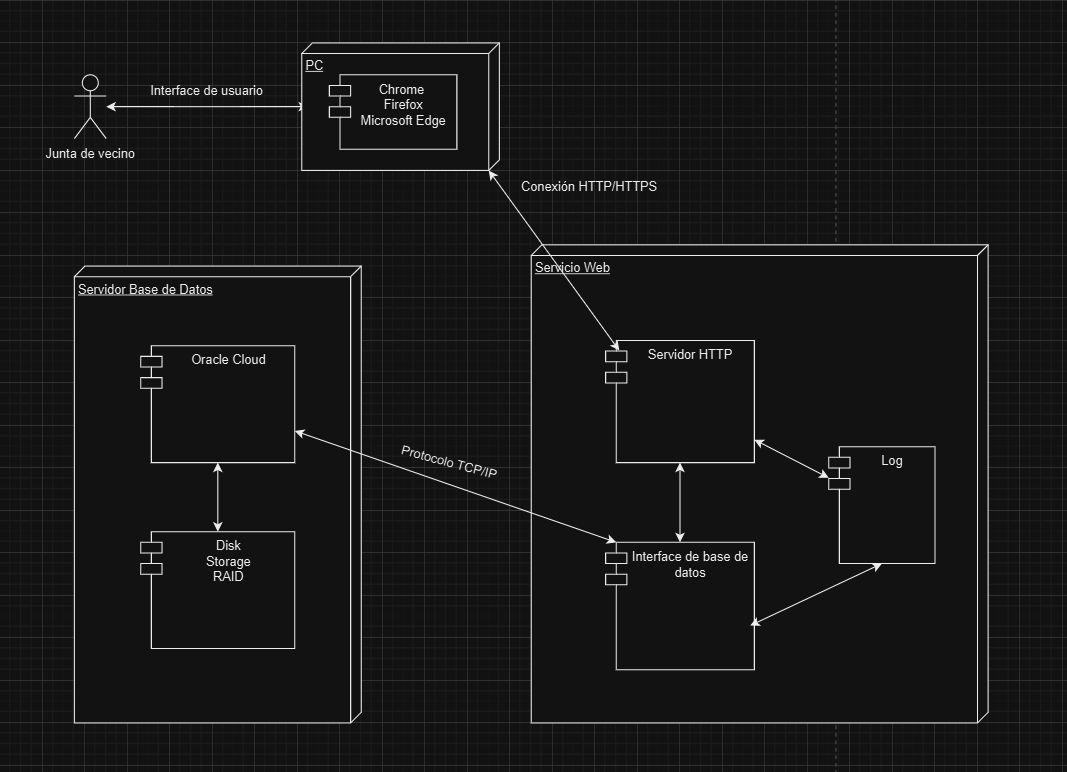 PC
Chrome
Firefox
Microsoft Edge
Interface de usuario
Junta de vecino
Conexión HTTP/HTTPS
Servicio Web
Servidor Base de Datos
Oracle Cloud
Servidor HTTP
Protocolo TCP/IP
Log
Disk
Storage
RAID
Interface de base de
datos